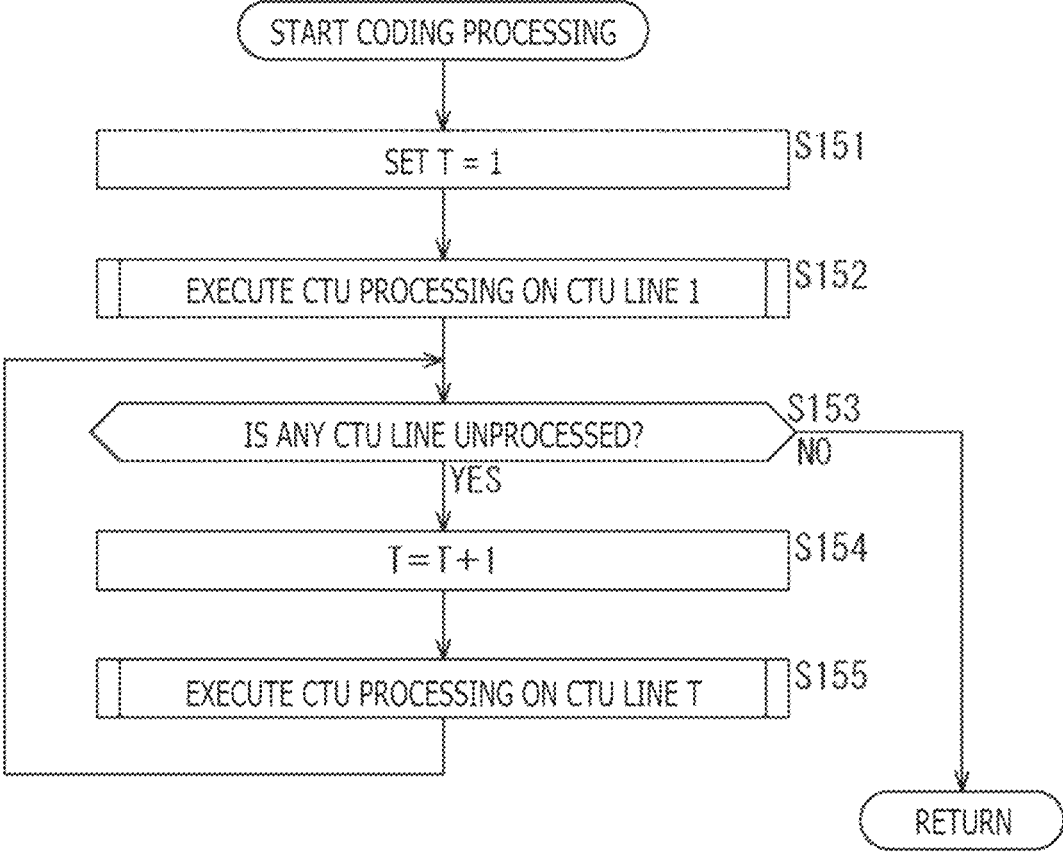 START CODING PROCESSING
S151
SET T = 1
S152
EXECUTE CTU PROCESSING ON CTU LINE 1
S153
IS ANY CTU LINE UNPROCESSED?
NO
YES
S154
T=T+1
S155
EXECUTE CTU PROCESSING ON CTU LINE T
RETURN